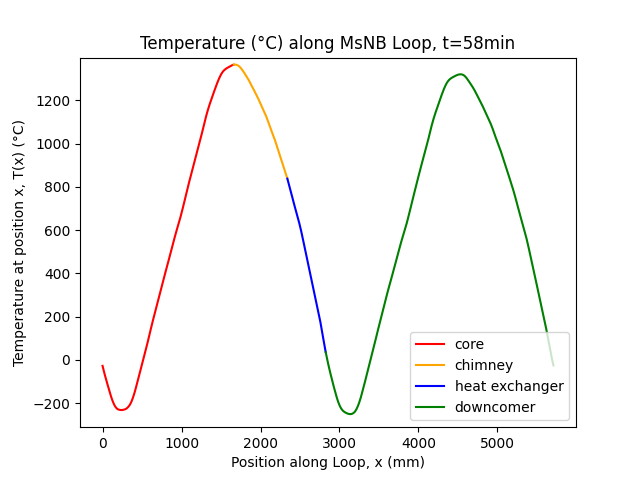 Temperature (°C) along MsNB Loop, t=58min
Temperature at position x, T(x) (°C)
1200
1000
800
600
400
200
0
−200
0 1000 2000 3000 4000 5000
Position along Loop, x (mm)
core
chimney
heat exchanger
downcomer